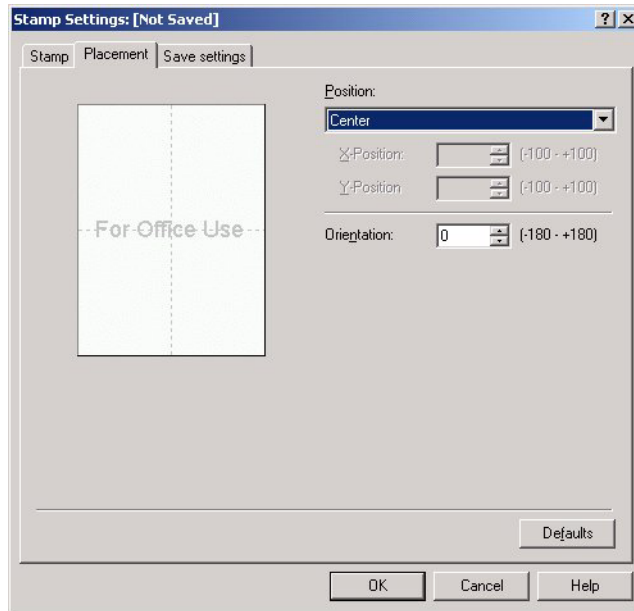 Stamp Settings: [Not Saved]
Stamp Placement Save settings
Position:
Center
X-Position: (-100 - +100)
Y-Position (-100 - +100)
For Office Use
Orientation: 0 (-180 - +180)
Defaults
OK Cancel Help